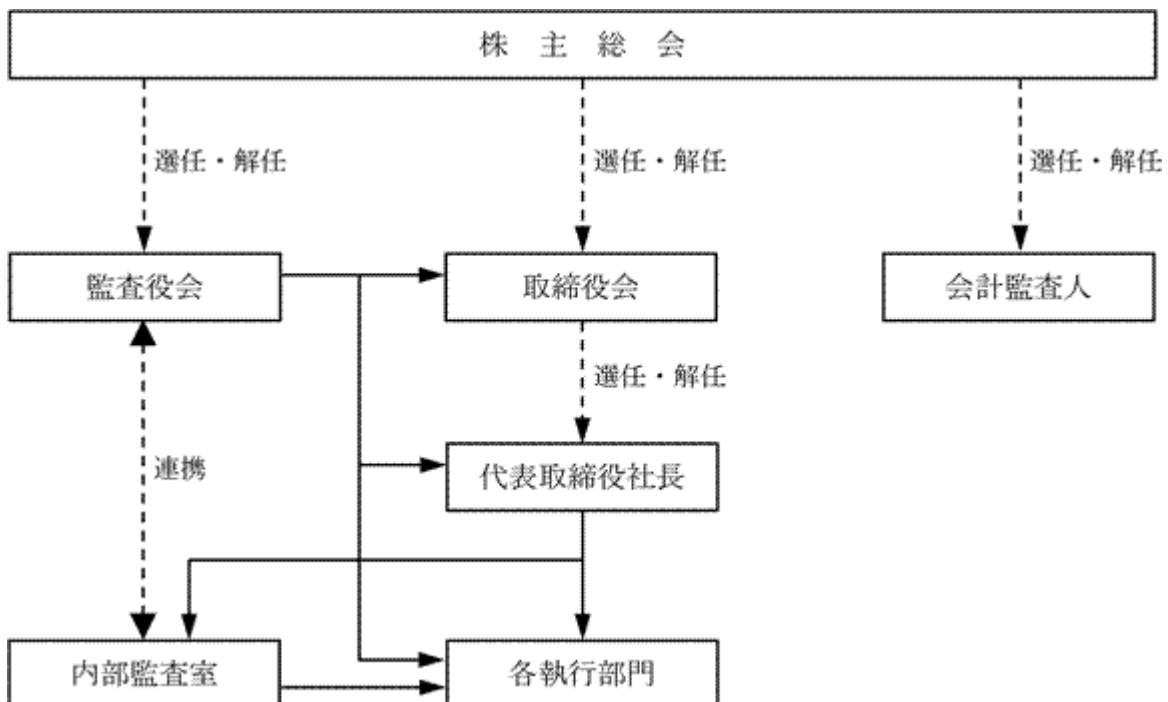 株主総会
選任・解任
選任・解任
選任・解任
監査役会
取締役会
会計監査人
選任・解任
代表取締役社長
連携
内部監査室
各執行部門